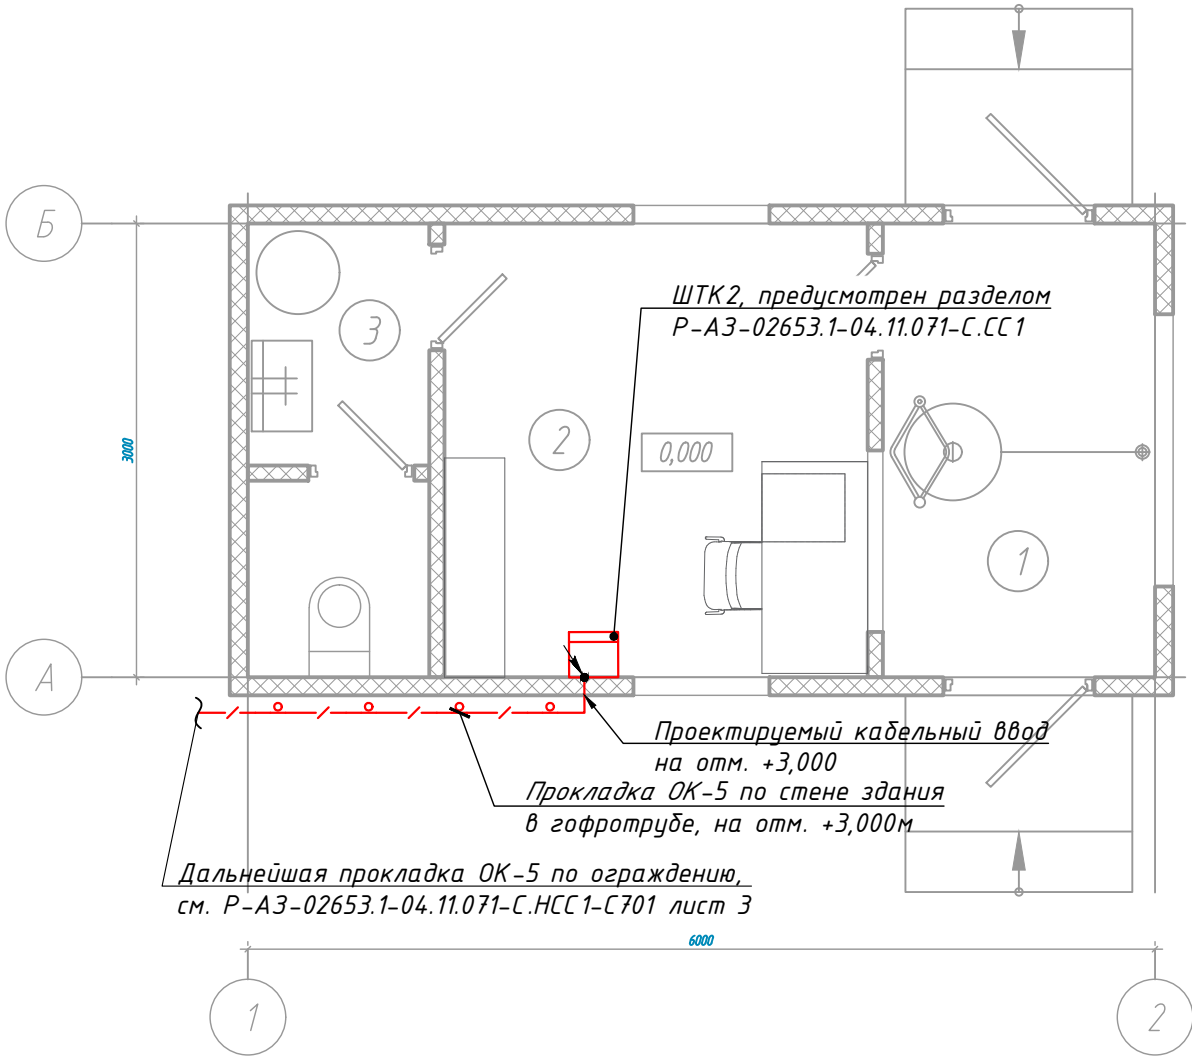 Б
3
ШТК2, предусмотрен разделом
Р-АЗ-02653.1-04.11.071-С.СС1
2
0,000
3000
1
А
Проектируемый кабельный ввод
на отм. +3,000
Прокладка ОК-5 по стене здания
в гофротрубе, на отм. +3,000м
Дальнейшая прокладка ОК-5 по ограждению,
см. Р-АЗ-02653.1-04.11.071-С.НСС1-С701 лист 3
6000
1
2